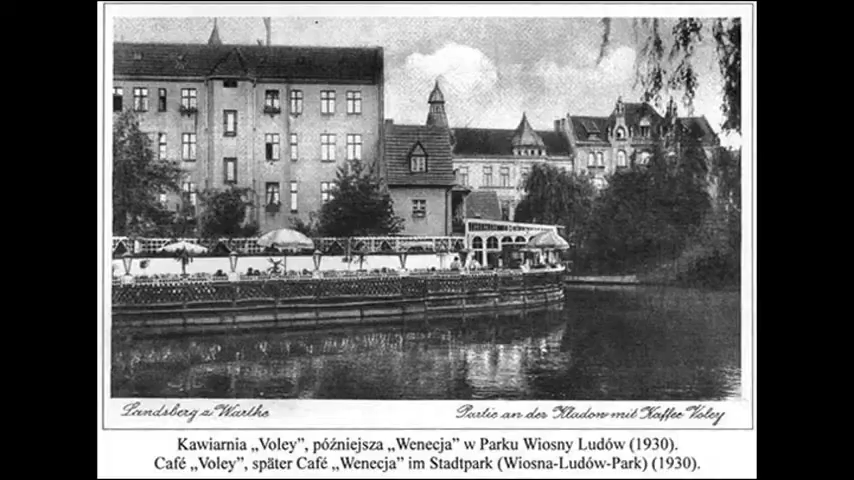 Landsberg a Warthe
Partie an der Kladow mit Kaffee Voley
Kawiarnia „Voley”, późniejsza „Wenecja” w Parku Wiosny Ludów (1930).
Café „Voley”, später Café „Wenecja” im Stadtpark (Wiosna-Ludów-Park) (1930).